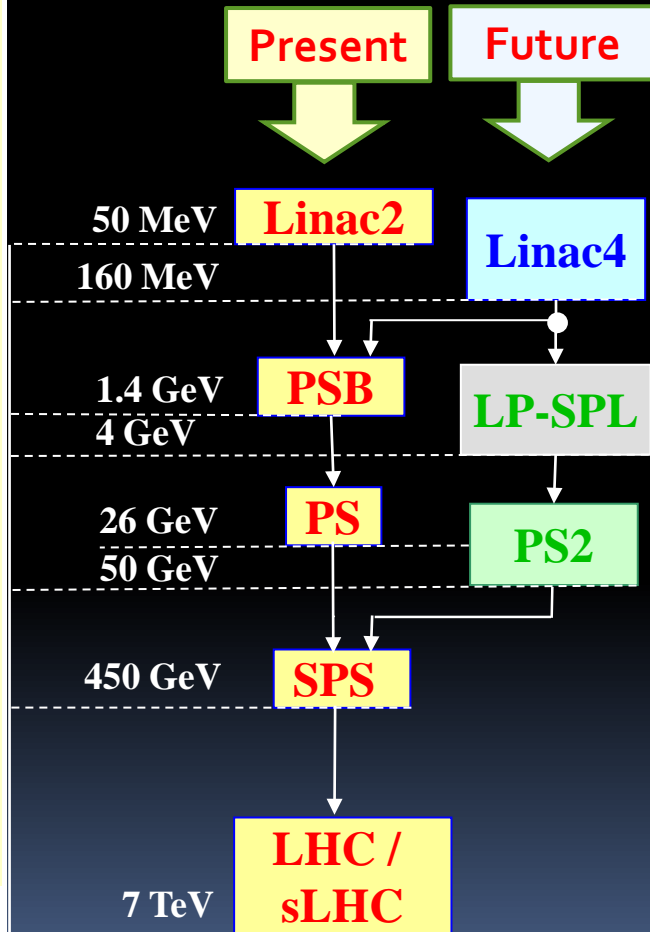 Present
Future
50 MeV
Linac2
160 MeV
Linac4
1.4 GeV
PSB
4 GeV
LP-SPL
26 GeV
PS
50 GeV
PS2
450 GeV
SPS
7 TeV
LHC /
sLHC